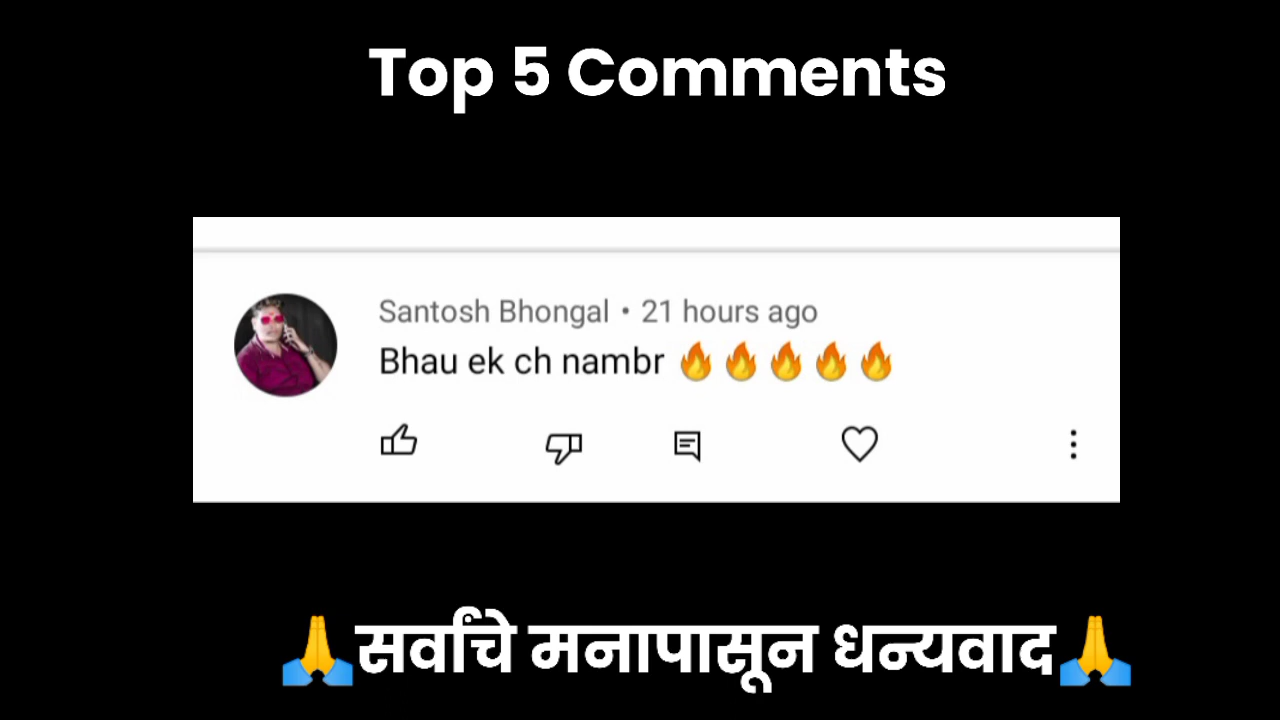 Top 5 Comments
Santosh Bhongal • 21 hours ago
Bhau ek ch nambr 🔥🔥🔥🔥🔥
🙏सर्वांचे मनापासून धन्यवाद🙏